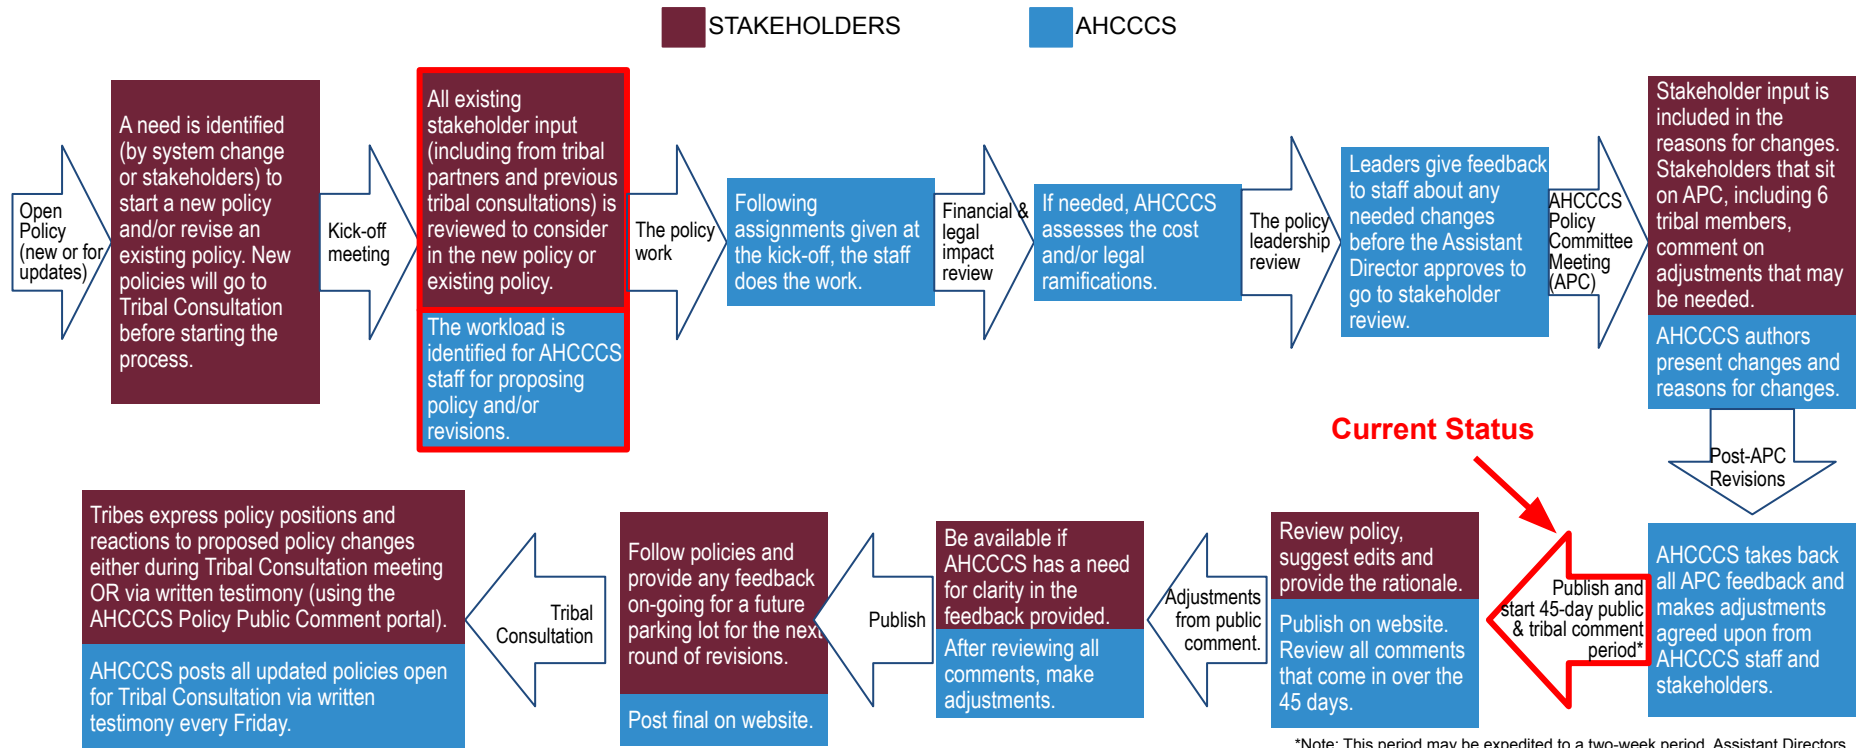 STAKEHOLDERS
AHCCCS
Open
Policy
(new or for
updates)
A need is identified
(by system change
or stakeholders) to
start a new policy
and/or revise an
existing policy. New
policies will go to
Tribal Consultation
before starting the
process.
Kick-off
meeting
All existing
stakeholder input
(including from tribal
partners and previous
tribal consultations) is
reviewed to consider
in the new policy or
existing policy.
The workload is
identified for AHCCCS
staff for proposing
policy and/or
revisions.
The policy
work
Following
assignments given at
the kick-off, the staff
does the work.
Financial &
legal
impact
review
If needed, AHCCCS
assesses the cost
and/or legal
ramifications.
The policy
leadership
review
Leaders give feedback
to staff about any
needed changes
before the Assistant
Director approves to
go to stakeholder
review.
AHCCCS
Policy
Committee
Meeting
(APC)
Stakeholder input is
included in the
reasons for changes.
Stakeholders that sit
on APC, including 6
tribal members,
comment on
adjustments that may
be needed.
AHCCCS authors
present changes and
reasons for changes.
Post-APC
Revisions
Current Status
AHCCCS takes back
all APC feedback and
makes adjustments
agreed upon from
AHCCCS staff and
stakeholders.
Publish and
start 45-day public
& tribal comment
period*
Review policy,
suggest edits and
provide the rationale.
Publish on website.
Review all comments
that come in over the
45 days.
Adjustments
from public
comment.
Be available if
AHCCCS has a need
for clarity in the
feedback provided.
After reviewing all
comments, make
adjustments.
Publish
Follow policies and
provide any feedback
on-going for a future
parking lot for the next
round of revisions.
Post final on website.
Tribal
Consultation
Tribes express policy positions and
reactions to proposed policy changes
either during Tribal Consultation meeting
OR via written testimony (using the
AHCCCS Policy Public Comment portal).
AHCCCS posts all updated policies open
for Tribal Consultation via written
testimony every Friday.
*Note: This period may be expedited to a two-week period. Assistant Directors